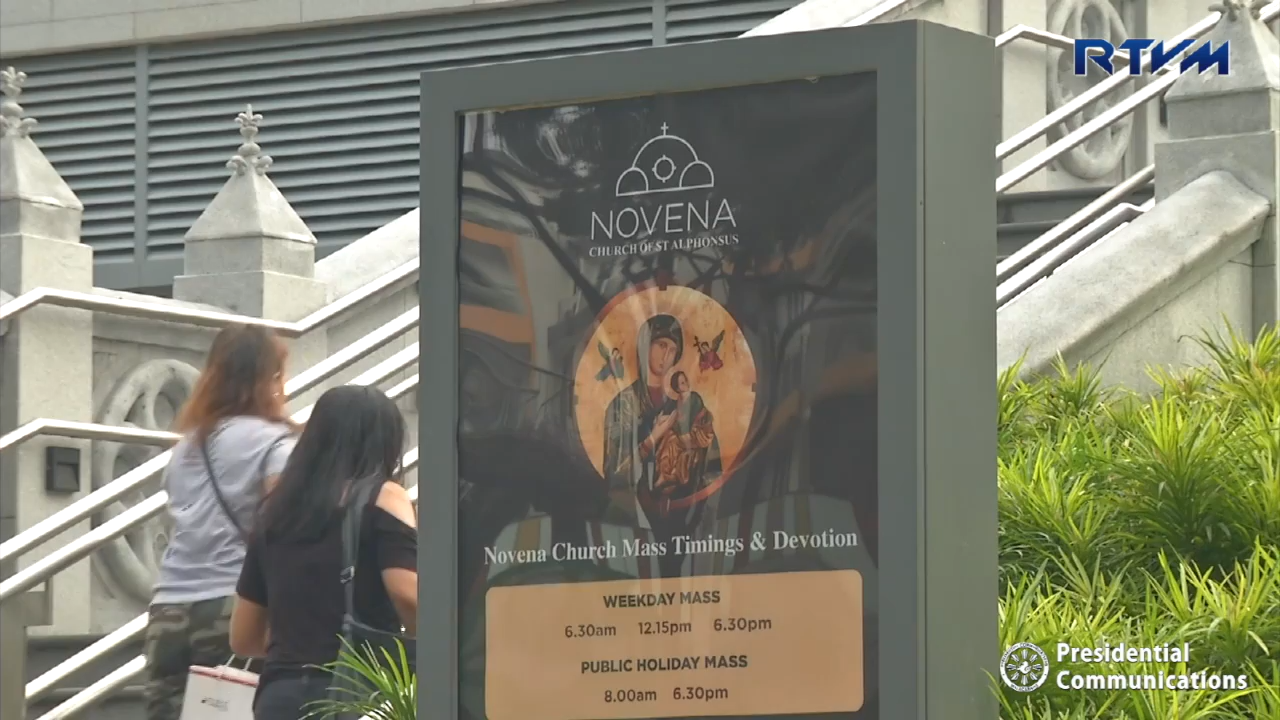 RTVM
NOVENA
CHURCH OF ST ALPHONSUS
Novena Church Mass Timings & Devotion
WEEKDAY MASS
6.30am 12.15pm 6.30pm
PUBLIC HOLIDAY MASS
8.00am 6.30pm
Presidential
Communications